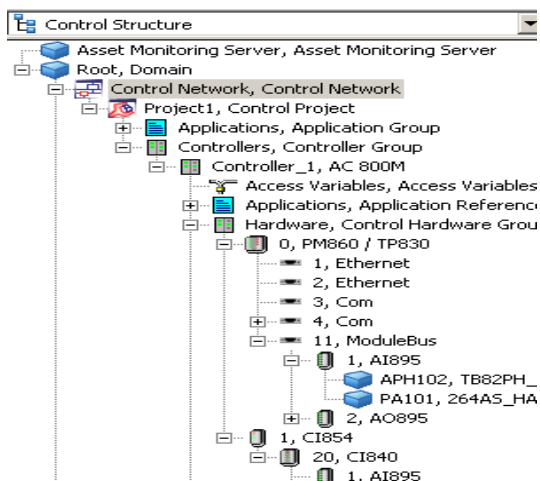 Control Structure
Asset Monitoring Server, Asset Monitoring Server
Root, Domain
Control Network, Control Network
Project1, Control Project
Applications, Application Group
Controllers, Controller Group
Controller_1, AC 800M
Access Variables, Access Variables
Applications, Application Reference
Hardware, Control Hardware Grou
0, PM860 / TP830
1, Ethernet
2, Ethernet
3, Com
4, Com
11, ModuleBus
1, AI895
APH102, TB82PH_
PA101, 264AS_HA
2, AO895
1, CI854
20, CI840
1, AI895